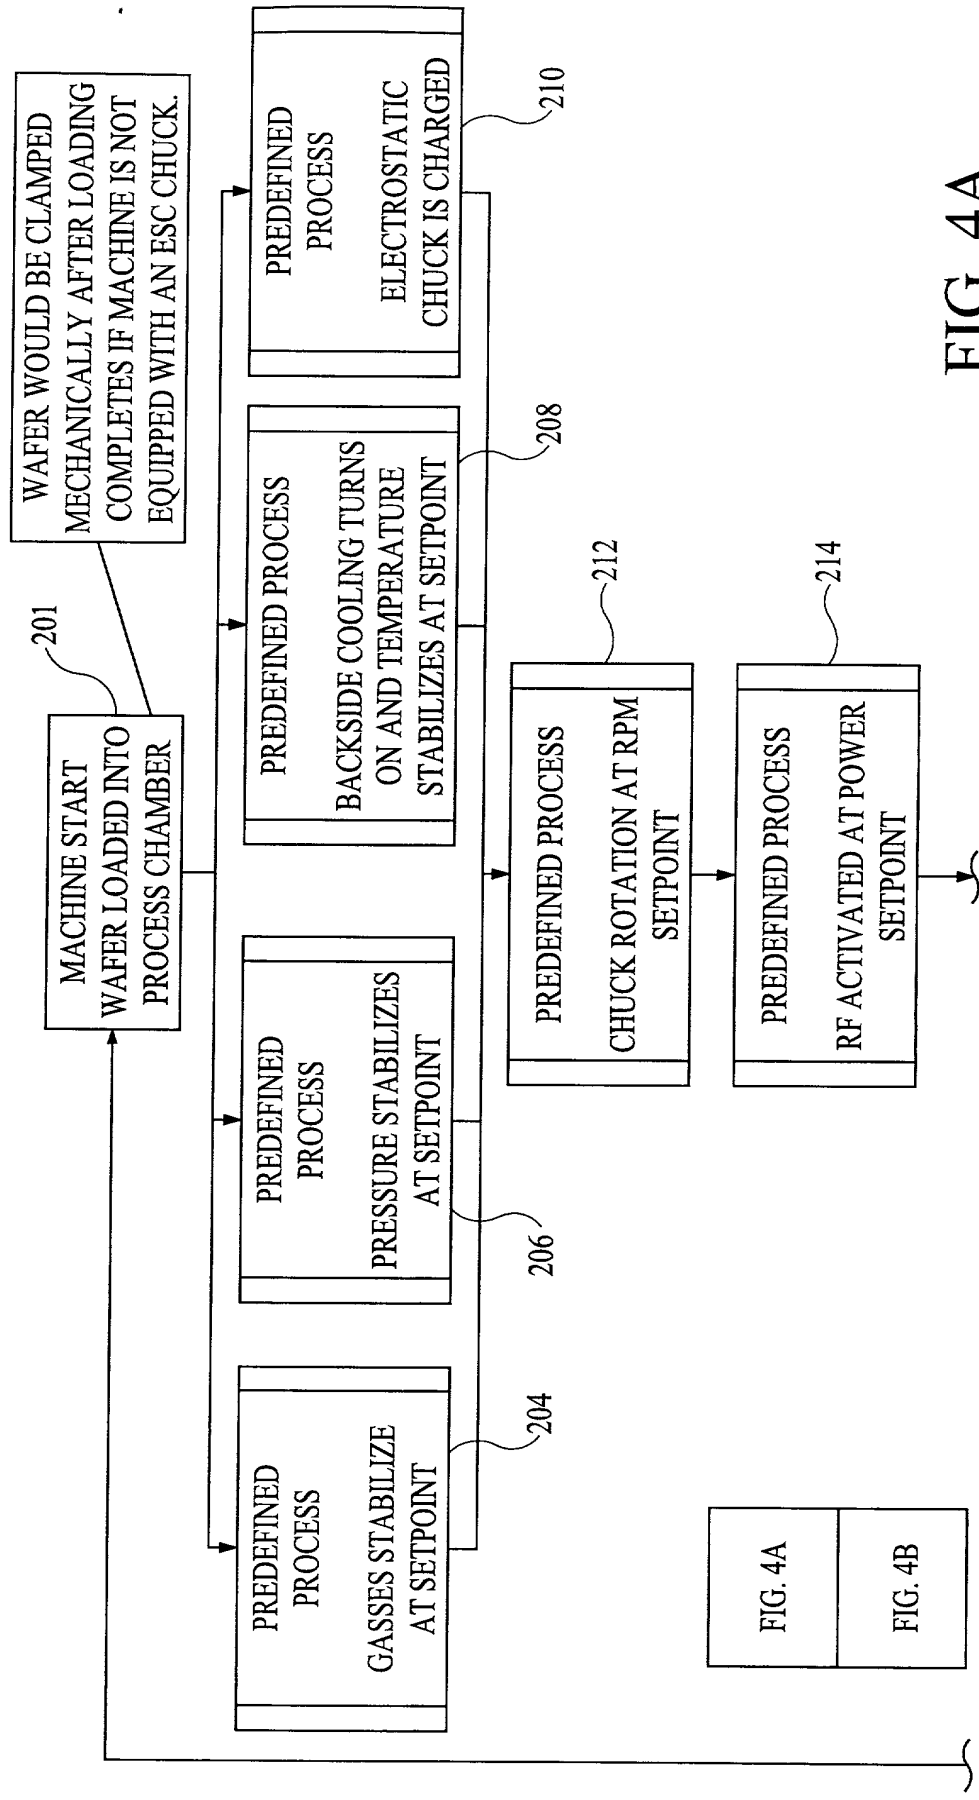 WAFER WOULD BE CLAMPED
MECHANICALLY AFTER LOADING
COMPLETES IF MACHINE IS NOT
EQUIPPED WITH AN ESC CHUCK.
MACHINE START
WAFER LOADED INTO
PROCESS CHAMBER
201
PREDEFINED
PROCESS
GASSES STABILIZE
AT SETPOINT
204
PREDEFINED
PROCESS
PRESSURE STABILIZES
AT SETPOINT
206
PREDEFINED PROCESS
BACKSIDE COOLING TURNS
ON AND TEMPERATURE
STABILIZES AT SETPOINT
208
PREDEFINED
PROCESS
ELECTROSTATIC
CHUCK IS CHARGED
210
PREDEFINED PROCESS
CHUCK ROTATION AT RPM
SETPOINT
212
PREDEFINED PROCESS
RF ACTIVATED AT POWER
SETPOINT
214
FIG. 4A
FIG. 4B
FIG. 4A